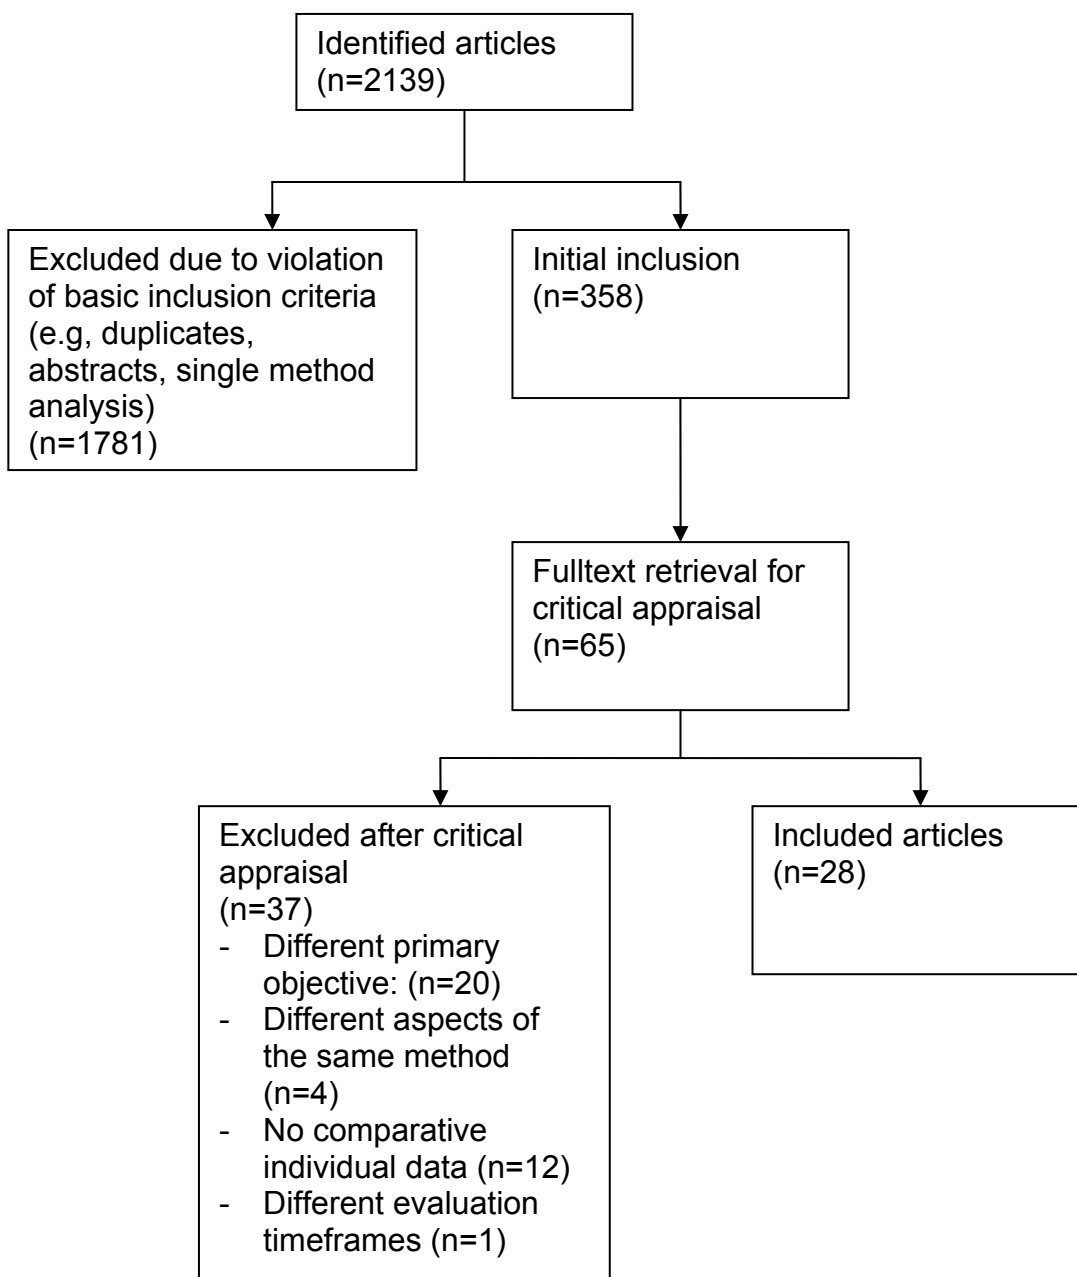 Identified articles
(n=2139)
Excluded due to violation
of basic inclusion criteria
(e.g, duplicates,
abstracts, single method
analysis)
(n=1781)
Initial inclusion
(n=358)
Fulltext retrieval for
critical appraisal
(n=65)
Excluded after critical
appraisal
(n=37)
- Different primary
objective: (n=20)
- Different aspects of
the same method
(n=4)
- No comparative
individual data (n=12)
- Different evaluation
timeframes (n=1)
Included articles
(n=28)